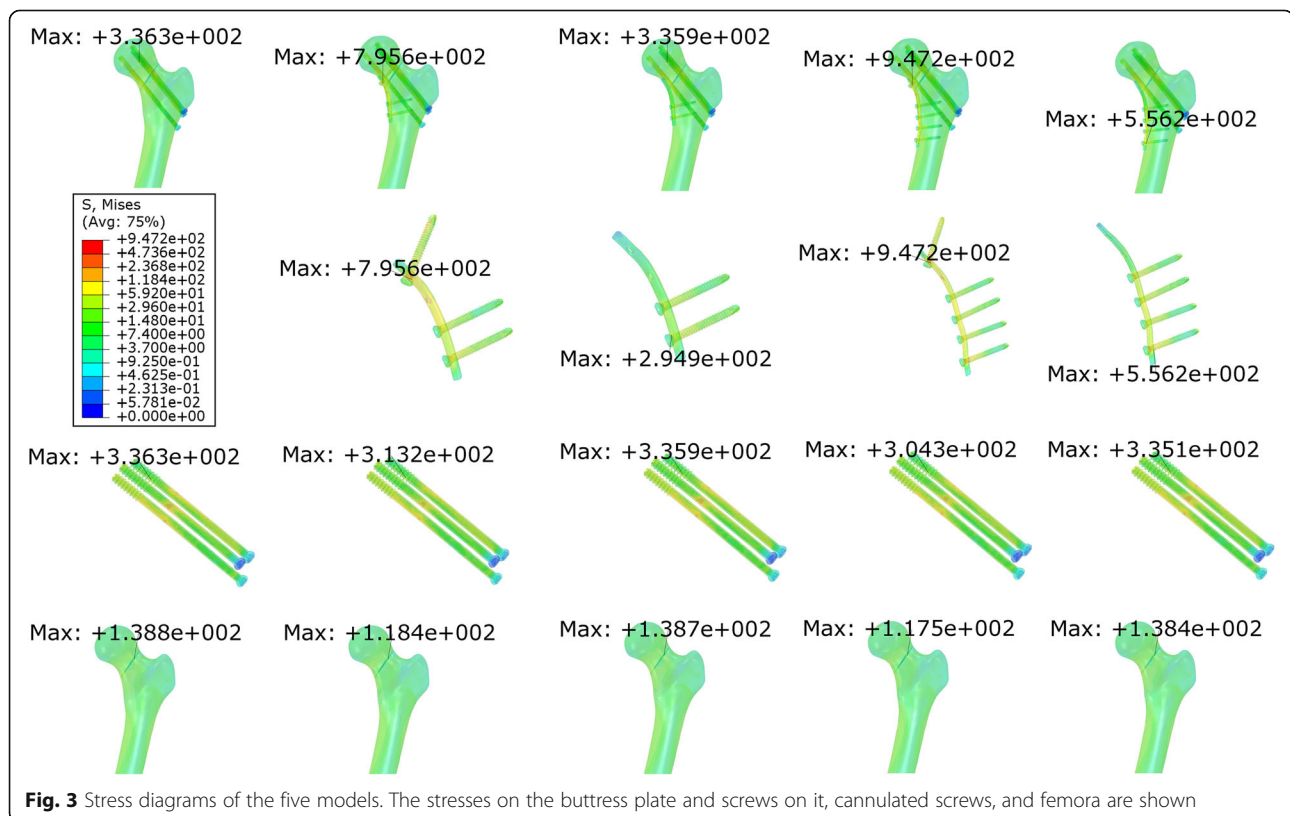 Max: +3.363e+002
Max: +7.956e+002
Max: +3.359e+002
Max: +9.472e+002
Max: +5.562e+002
S, Mises
(Avg: 75%)
+9.472e+02
+4.736e+02
+2.368e+02
+1.184e+02
+5.920e+01
+2.960e+01
+1.480e+01
+7.400e+00
+3.700e+00
+9.250e-01
+4.625e-01
+2.313e-01
+5.781e-02
+0.000e+00
Max: +7.956e+002
Max: +2.949e+002
Max: +9.472e+002
Max: +5.562e+002
Max: +3.363e+002
Max: +3.132e+002
Max: +3.359e+002
Max: +3.043e+002
Max: +3.351e+002
Max: +1.388e+002
Max: +1.184e+002
Max: +1.387e+002
Max: +1.175e+002
Max: +1.384e+002
Fig. 3 Stress diagrams of the five models. The stresses on the buttress plate and screws on it, cannulated screws, and femora are shown